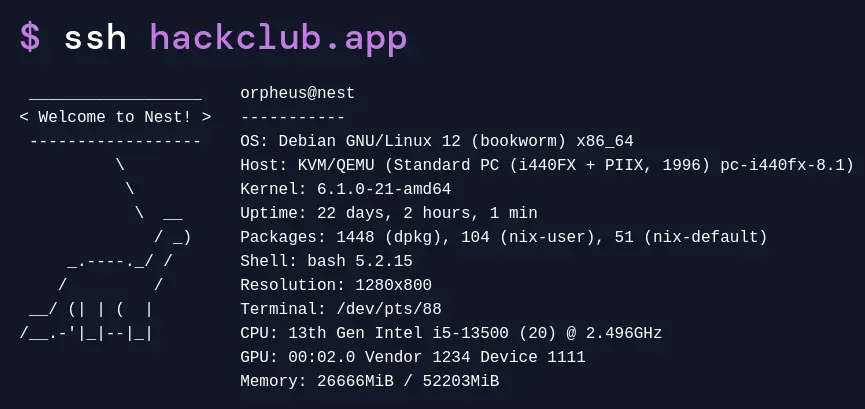 $ ssh hackclub.app
 __________________    orpheus@nest
< Welcome to Nest! >   -----------
 ------------------    OS: Debian GNU/Linux 12 (bookworm) x86_64
          \            Host: KVM/QEMU (Standard PC (i440FX + PIIX, 1996) pc-i440fx-8.1)
           \           Kernel: 6.1.0-21-amd64
            \  __      Uptime: 22 days, 2 hours, 1 min
              / _)     Packages: 1448 (dpkg), 104 (nix-user), 51 (nix-default)
     _.----._/ /       Shell: bash 5.2.15
    /         /        Resolution: 1280x800
 __/ (| | (  |         Terminal: /dev/pts/88
/__.-'|_|--|_|         CPU: 13th Gen Intel i5-13500 (20) @ 2.496GHz
                       GPU: 00:02.0 Vendor 1234 Device 1111
                       Memory: 26666MiB / 52203MiB